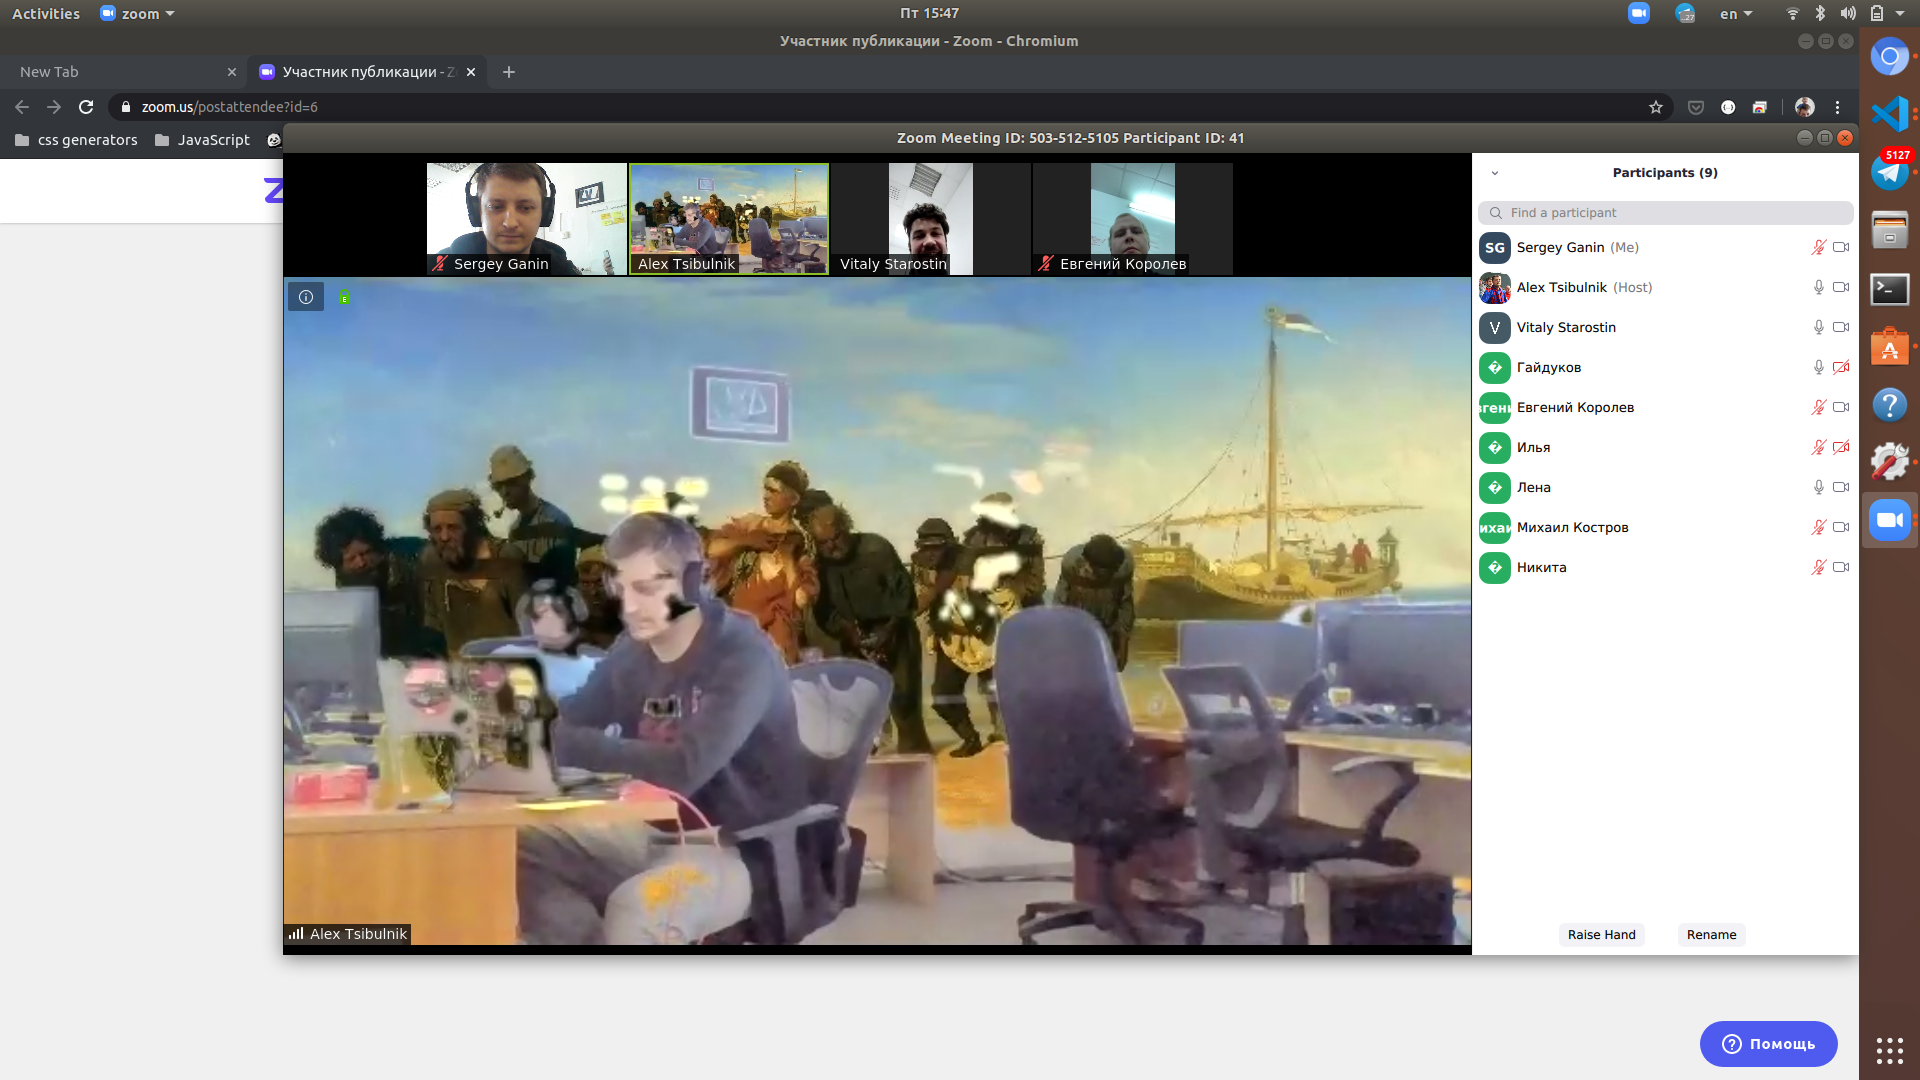 Activities
zoom
Пт 15:47
27
en
Участник публикации - Zoom - Chromium
New Tab
Участник публикации - Z
zoom.us/postattendee?id=6
css generators
JavaScript
Zoom Meeting ID: 503-512-5105 Participant ID: 41
Sergey Ganin
Alex Tsibulnik
Vitaly Starostin
Евгений Королев
Participants (9)
Find a participant
SG Sergey Ganin (Me)
Alex Tsibulnik (Host)
V Vitaly Starostin
Гайдуков
вгени Евгений Королев
Илья
Лена
ихаи Михаил Костров
Никита
5127
Alex Tsibulnik
Raise Hand
Rename
Помощь